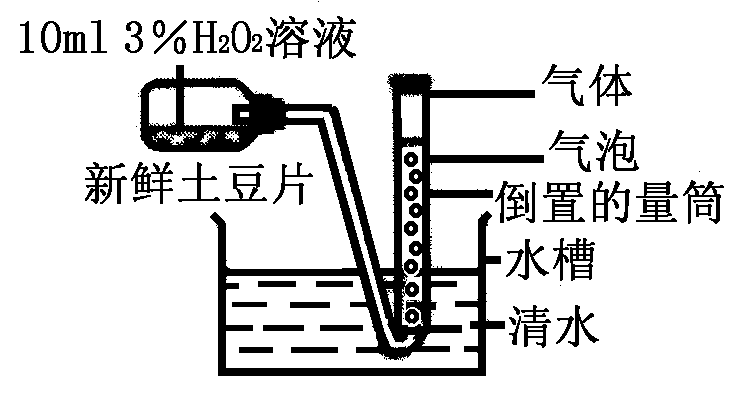 10ml 3%H₂O₂溶液
气体
气泡
新鲜土豆片
倒置的量筒
水槽
清水